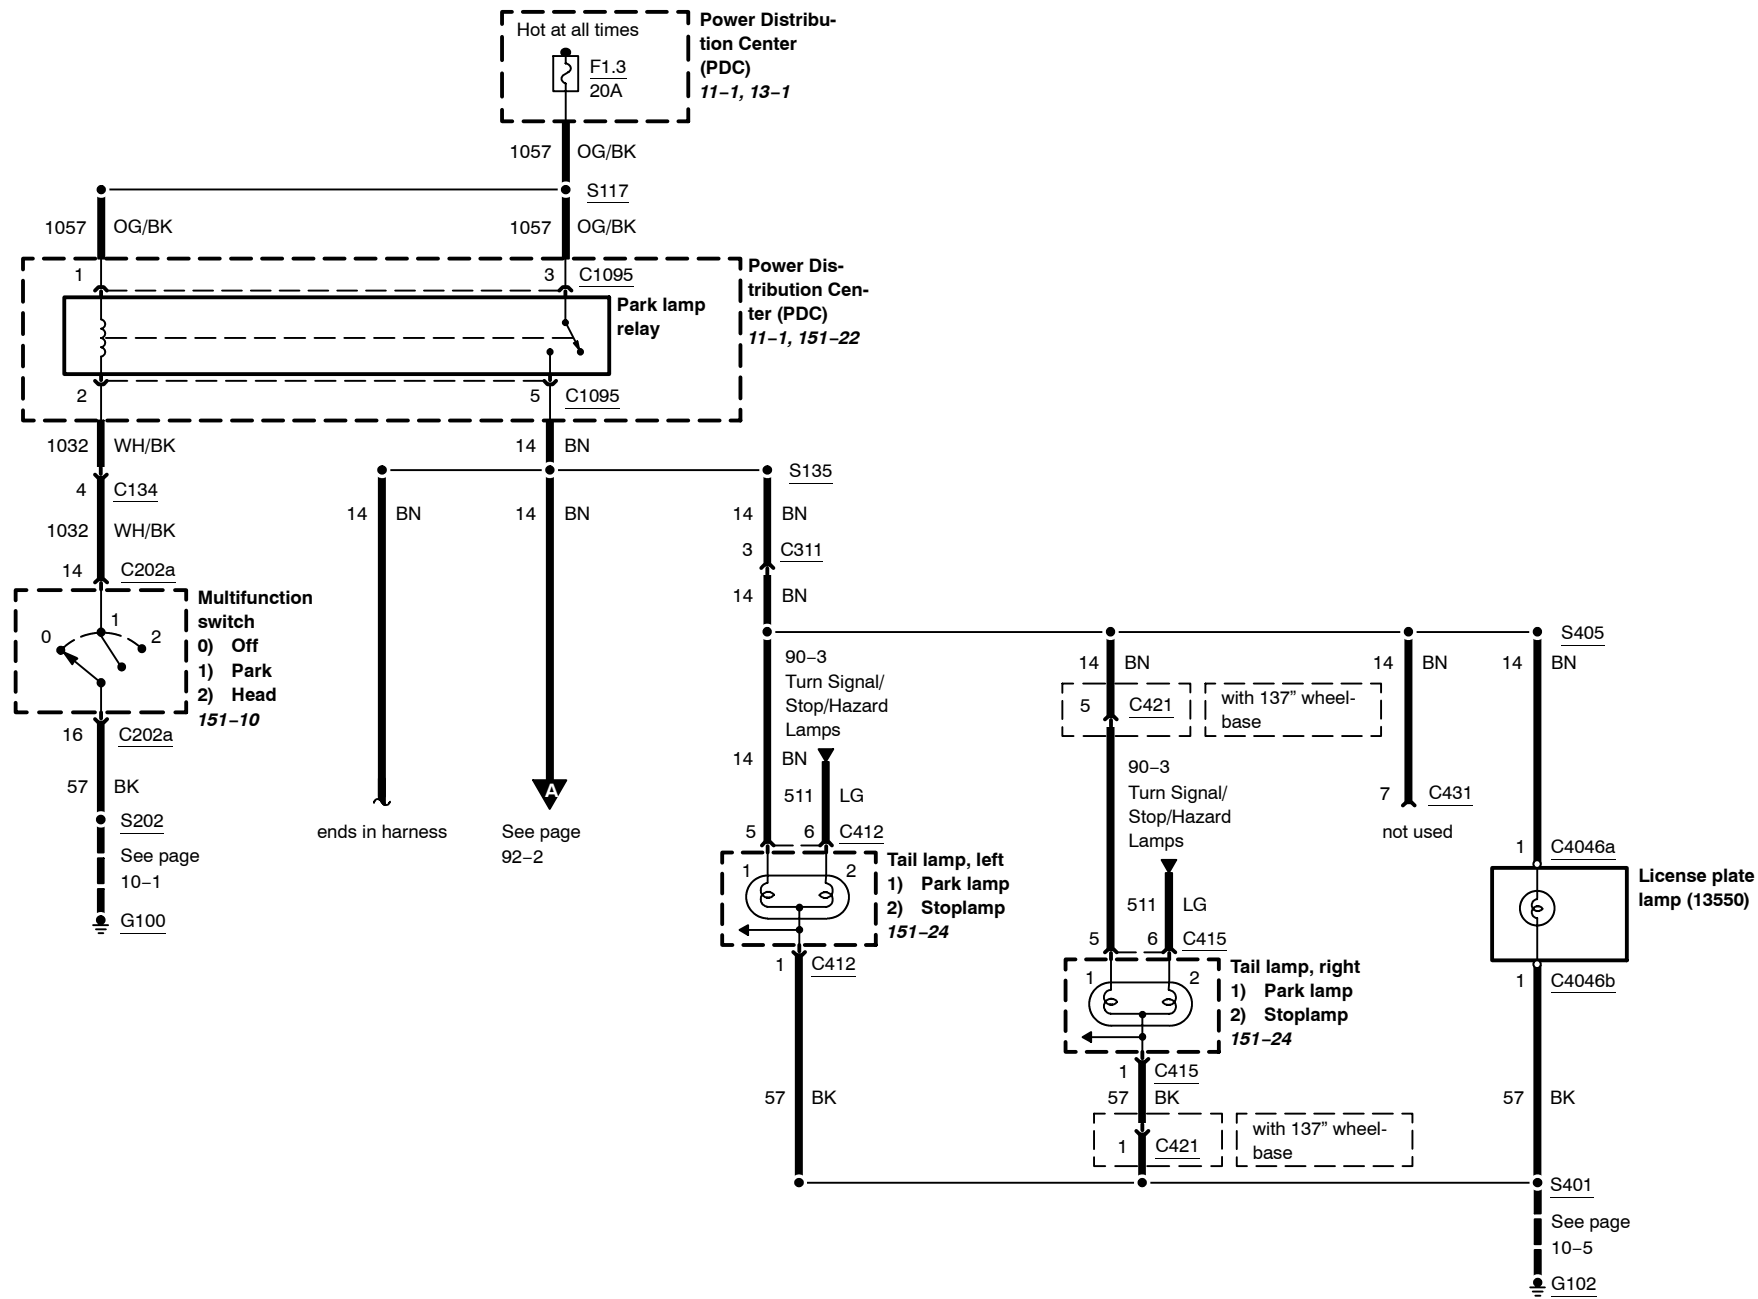 Hot at all times
F1.3
20A
Power Distribu-
tion Center
(PDC)
11–1, 13–1
1057 OG/BK
S117
1057 OG/BK
1057 OG/BK
1
3 C1095
Power Dis-
tribution Cen-
ter (PDC)
11–1, 151–22
Park lamp
relay
2
5 C1095
1032 WH/BK
14 BN
S135
4 C134
14 BN
14 BN
14 BN
1032 WH/BK
3 C311
14 C202a
14 BN
Multifunction
switch
0) Off
1) Park
2) Head
151–10
0
1
2
16 C202a
57 BK
S202
See page
10–1
G100
ends in harness
A
See page
92–2
S405
90–3
Turn Signal/
Stop/Hazard
Lamps
14 BN
511 LG
5
6 C412
1
2
Tail lamp, left
1) Park lamp
2) Stoplamp
151–24
1 C412
57 BK
14 BN
5 C421
with 137” wheel-
base
90–3
Turn Signal/
Stop/Hazard
Lamps
511 LG
5
6 C415
1
2
Tail lamp, right
1) Park lamp
2) Stoplamp
151–24
1 C415
57 BK
1 C421
with 137” wheel-
base
14 BN
7 C431
not used
14 BN
1 C4046a
License plate
lamp (13550)
1 C4046b
57 BK
S401
See page
10–5
G102